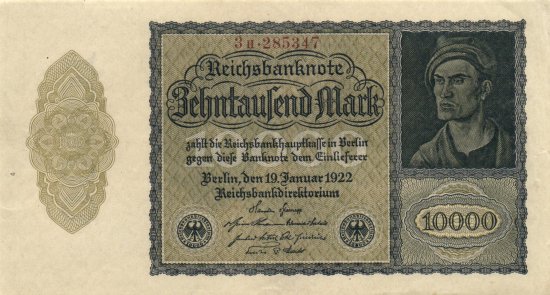 3П·285347
Reichsbanknote
Zehntausend Mark
zahlt die Reichsbankhauptkasse in Berlin
gegen diese Banknote dem Einlieferer
Berlin, den 19. Januar 1922
Reichsbankdirektorium
10000